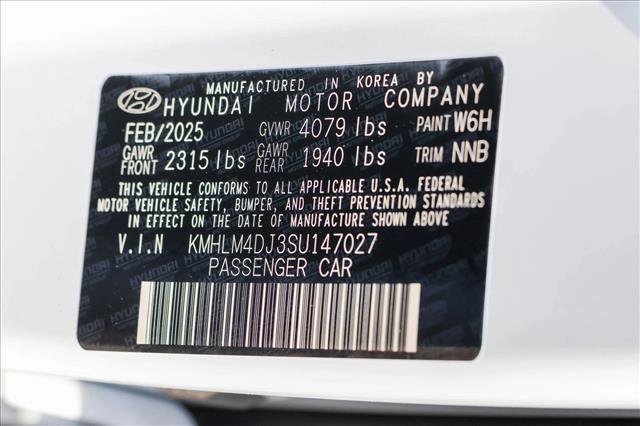 MANUFACTURED IN KOREA BY
HYUNDAI MOTOR COMPANY
FEB/2025 GVWR 4079 lbs PAINT W6H
GAWR FRONT 2315 lbs GAWR REAR 1940 lbs TRIM NNB
THIS VEHICLE CONFORMS TO ALL APPLICABLE U.S.A. FEDERAL
MOTOR VEHICLE SAFETY, BUMPER, AND THEFT PREVENTION STANDARDS
IN EFFECT ON THE DATE OF MANUFACTURE SHOWN ABOVE.
V.I.N KMHLM4DJ3SU147027
PASSENGER CAR